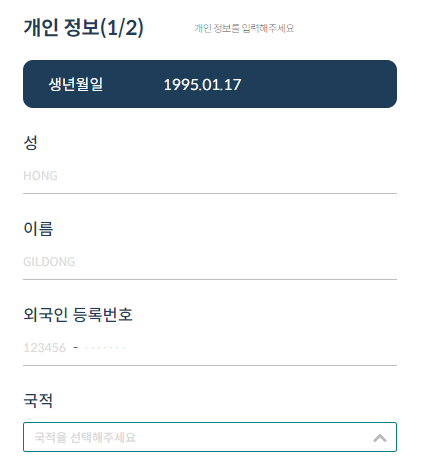 개인 정보(1/2) 개인 정보를 입력해주세요
생년월일 1995.01.17
성
HONG
이름
GILDONG
외국인 등록번호
123456 - ·······
국적
국적을 선택해주세요